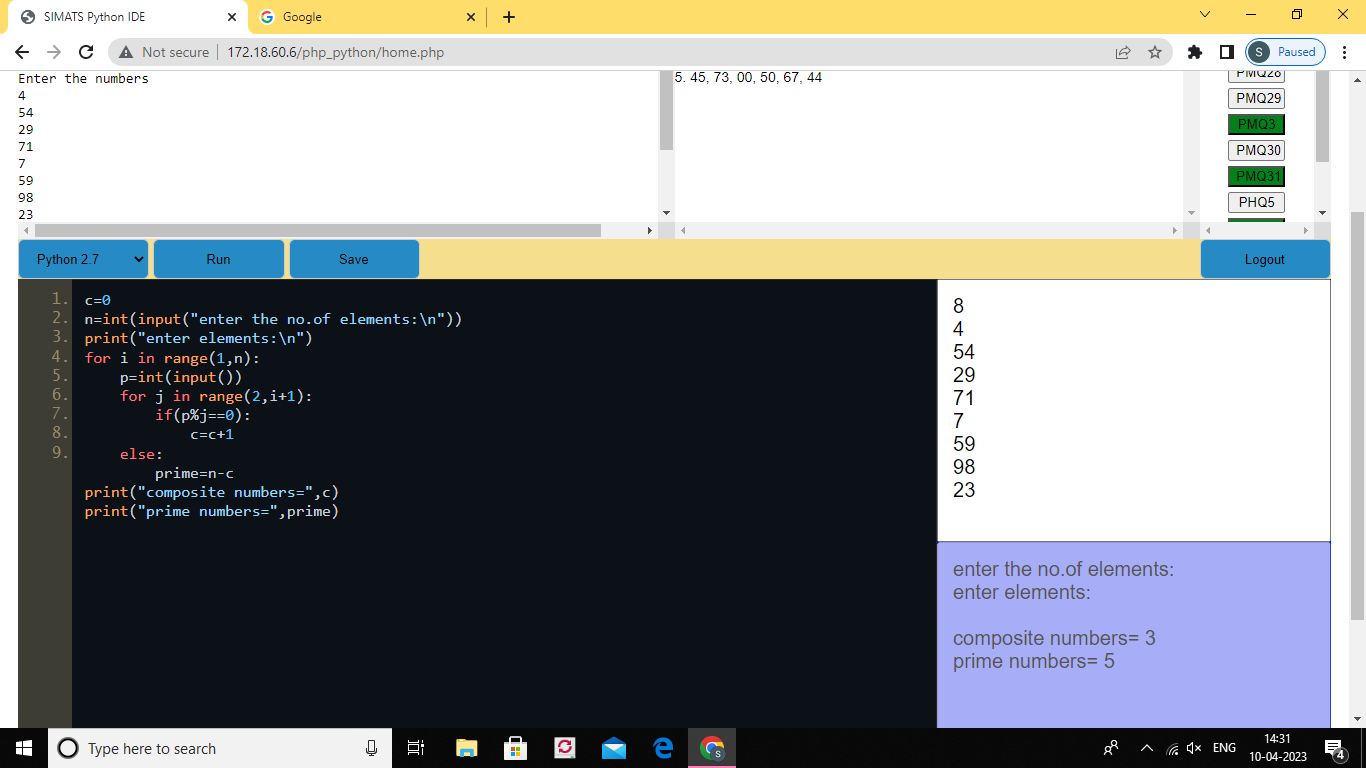 SIMATS Python IDE
Google
Not secure
172.18.60.6/php_python/home.php
S Paused
Enter the numbers
4
54
29
71
7
59
98
23
5. 45, 73, 00, 50, 67, 44
PMQ28
PMQ29
PMQ3
PMQ30
PMQ31
PHQ5
Python 2.7
Run
Save
Logout
1. c=0
2. n=int(input("enter the no.of elements:\n"))
3. print("enter elements:\n")
4. for i in range(1,n):
5. p=int(input())
6. for j in range(2,i+1):
7. if(p%j==0):
8. c=c+1
9. else:
prime=n-c
print("composite numbers=",c)
print("prime numbers=",prime)
8
4
54
29
71
7
59
98
23
enter the no.of elements:
enter elements:
composite numbers= 3
prime numbers= 5
Type here to search
S
ENG
14:31
10-04-2023
4